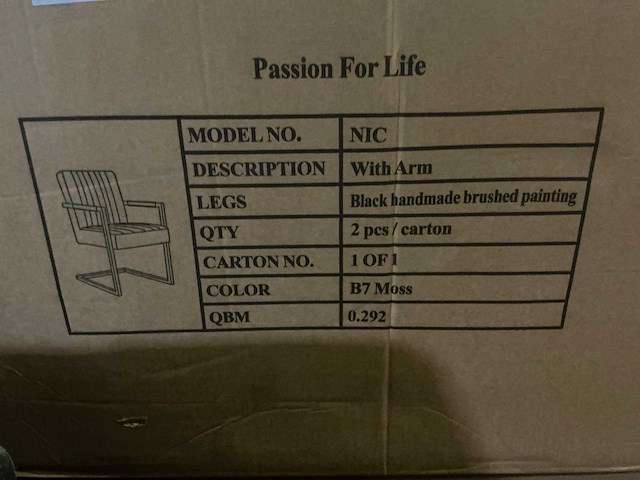 Passion For Life
MODEL NO. NIC
DESCRIPTION With Arm
LEGS Black handmade brushed painting
QTY 2 pcs / carton
CARTON NO. 1 OF 1
COLOR B7 Moss
QBM 0.292